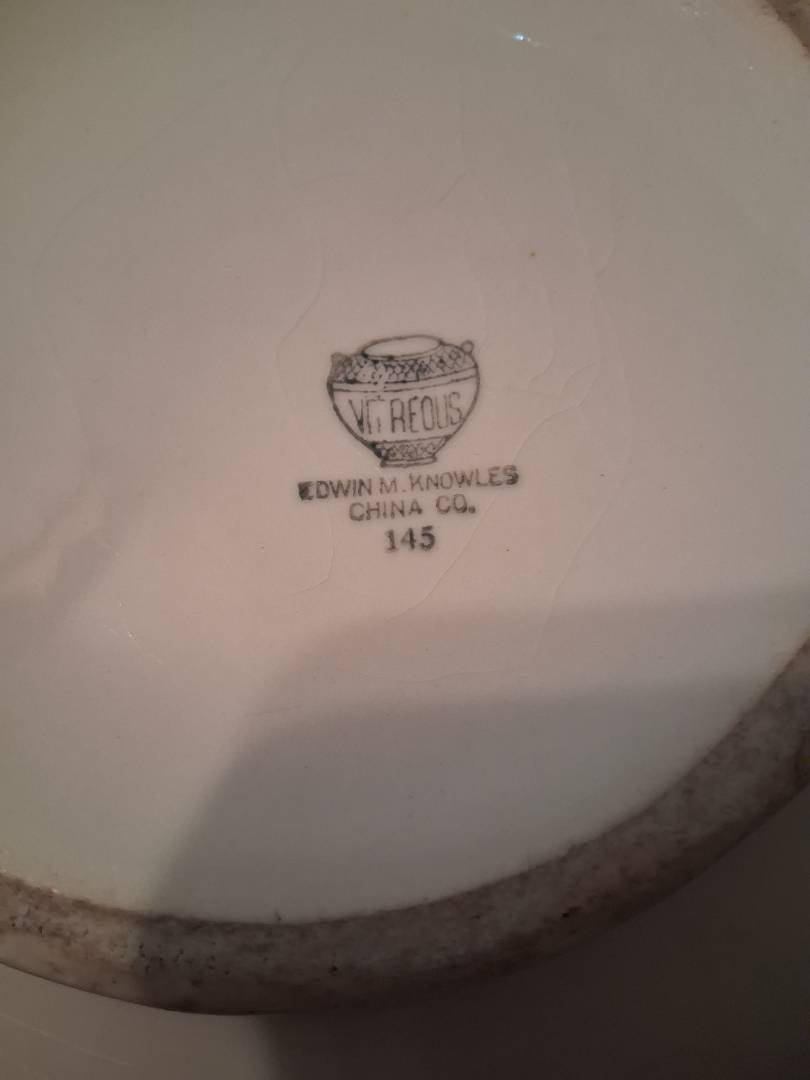 VITREOUS
EDWIN M. KNOWLES
CHINA CO.
145